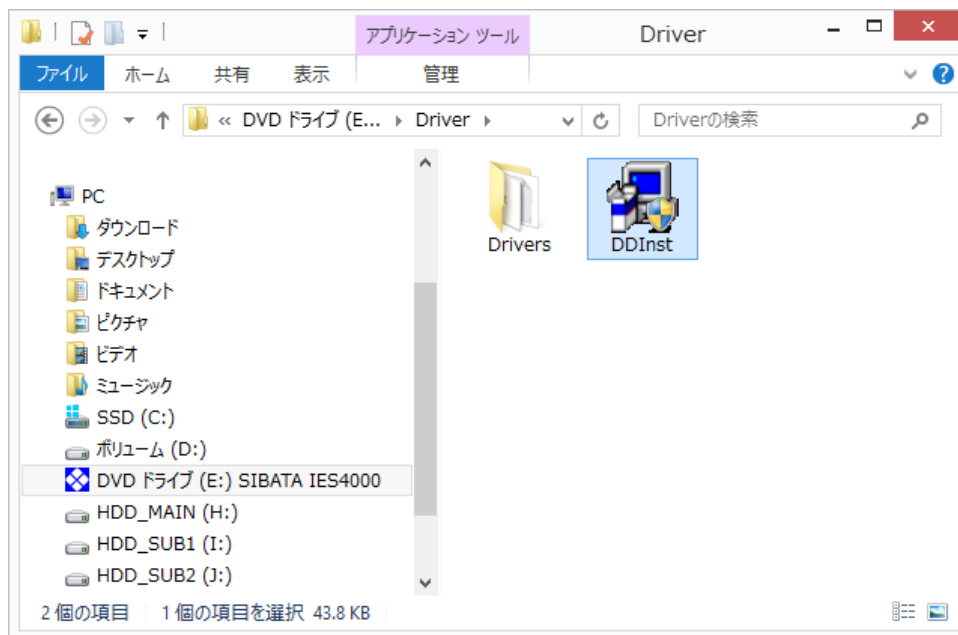 アプリケーション ツール
Driver
ファイル ホーム 共有 表示 管理
« DVD ドライブ (E... Driver
Driverの検索
PC
ダウンロード
デスクトップ
ドキュメント
ピクチャ
ビデオ
ミュージック
SSD (C:)
ボリューム (D:)
DVD ドライブ (E:) SIBATA IES4000
HDD_MAIN (H:)
HDD_SUB1 (I:)
HDD_SUB2 (J:)
Drivers
DDInst
2 個の項目 1 個の項目を選択 43.8 KB